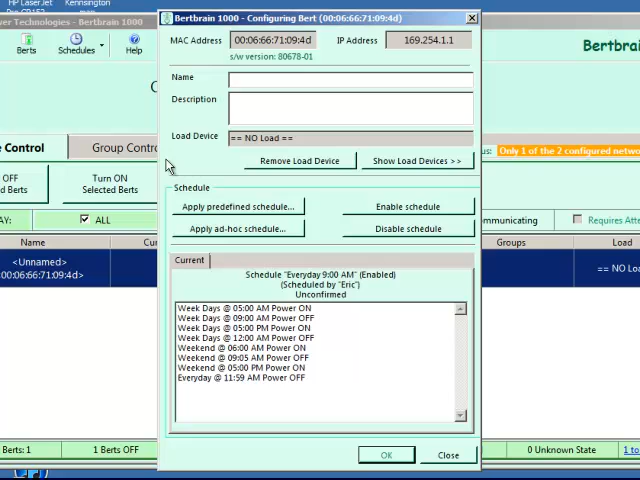 HP LaserJet
Kensington
wer Technologies - Bertbrain 1000
Bertbrain 1000 - Configuring Bert (00:06:66:71:09:4d)
Berts
Schedules
Help
Bertbrain
MAC Address
00:06:66:71:09:4d
IP Address
169.254.1.1
s/w version: 80678-01
Name
Description
Load Device
== NO Load ==
Remove Load Device
Show Load Devices >>
e Control
Group Contro
us:
Only 1 of the 2 configured netwo
OFF
d Berts
Turn ON
Selected Berts
Schedule
Apply predefined schedule...
Enable schedule
Apply ad-hoc schedule...
Disable schedule
AY:
ALL
mmunicating
Requires Atte
Name
Cur
Groups
Load
<Unnamed>
<00:06:66:71:09:4d>
== NO Loa
Current
Schedule "Everyday 9:00 AM" (Enabled)
(Scheduled by "Eric")
Unconfirmed
Week Days @ 05:00 AM Power ON
Week Days @ 09:00 AM Power OFF
Week Days @ 05:00 PM Power ON
Week Days @ 12:00 AM Power OFF
Weekend @ 06:00 AM Power ON
Weekend @ 09:05 AM Power OFF
Weekend @ 05:00 PM Power ON
Everyday @ 11:59 AM Power OFF
Berts: 1
1 Berts OFF
0 Unknown State
1 to
OK
Close